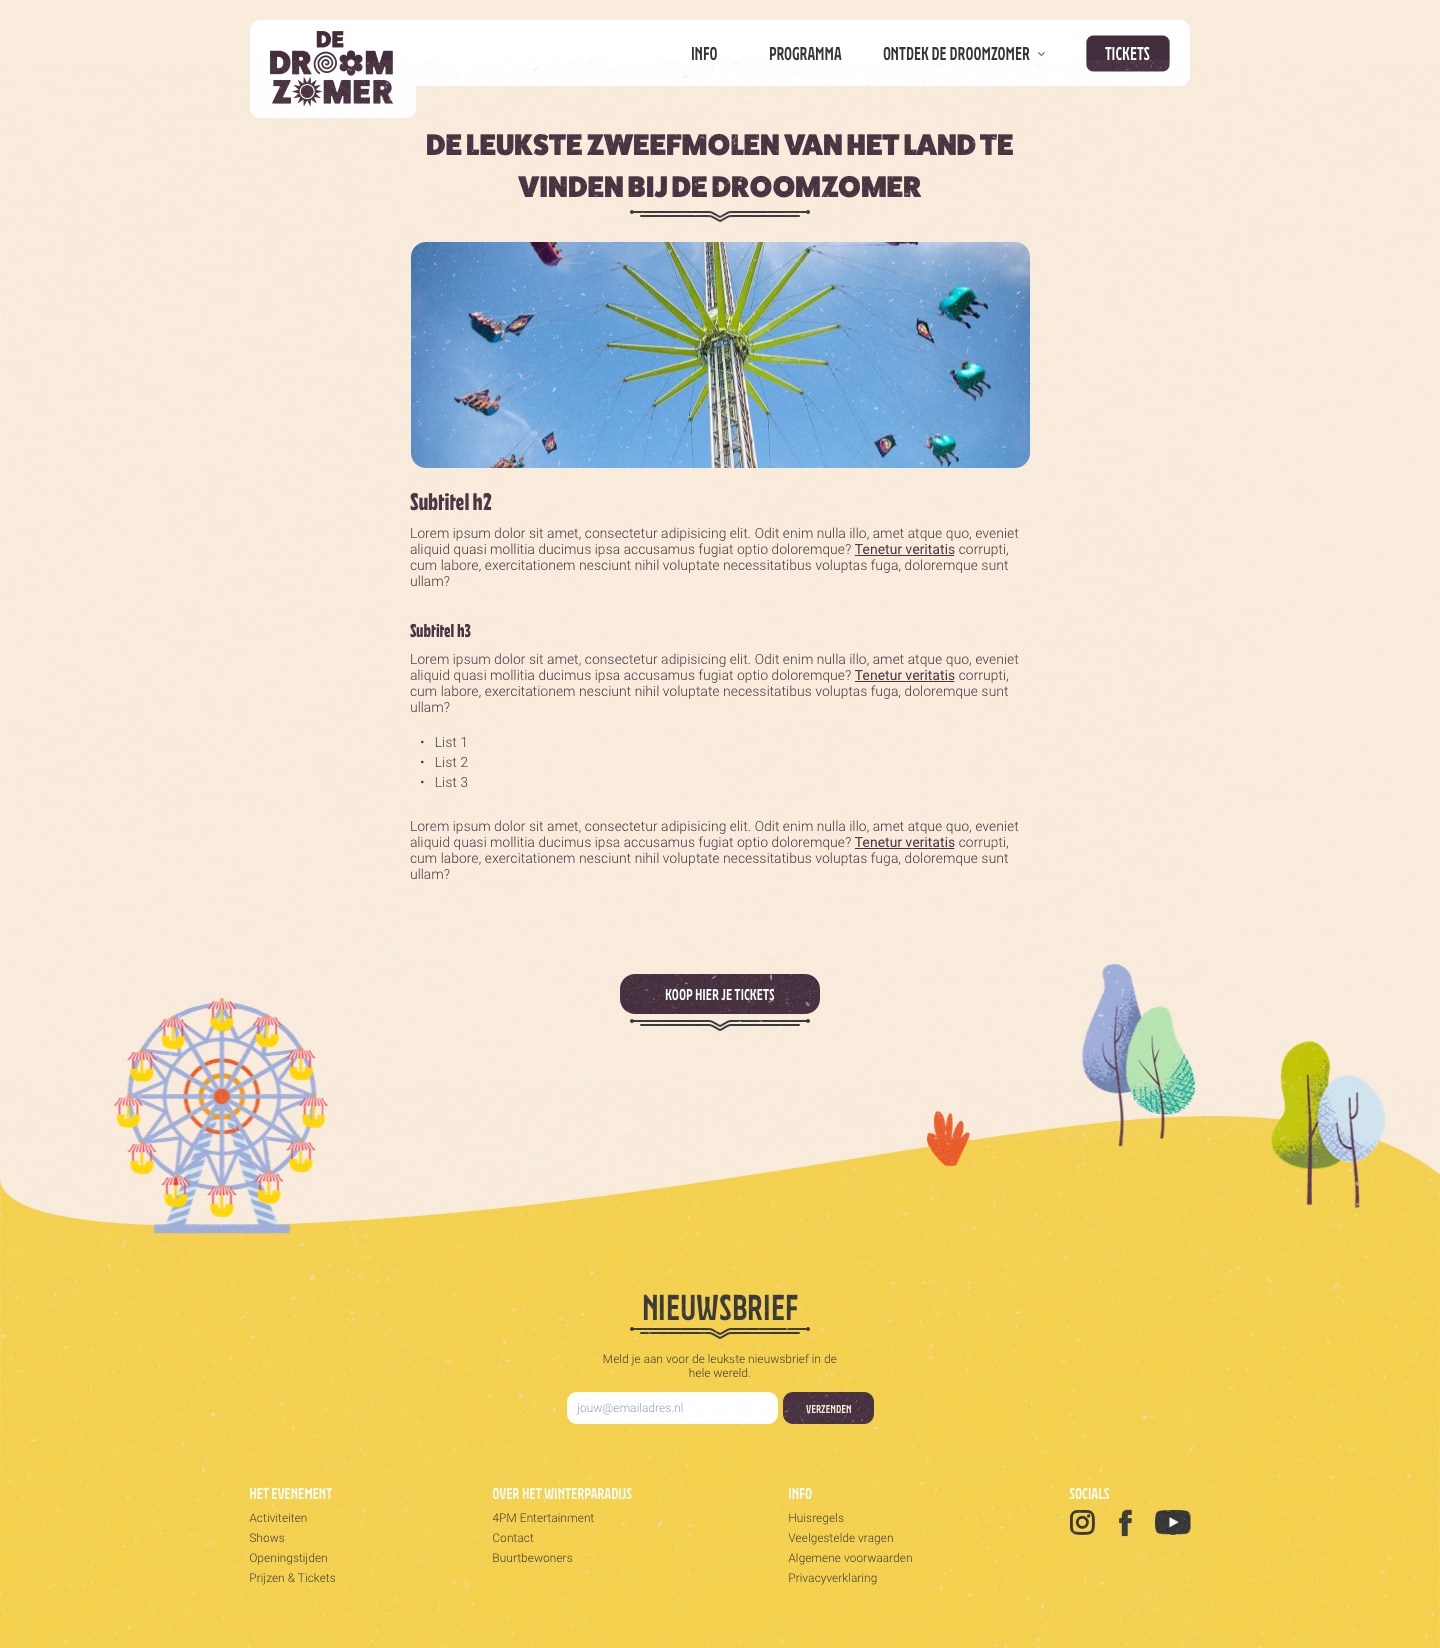 DE
DROOM
ZOMER
INFO
PROGRAMMA
ONTDEK DE DROOMZOMER
TICKETS
DE LEUKSTE ZWEEFMOLEN VAN HET LAND TE
VINDEN BIJ DE DROOMZOMER
Subtitel h2
Lorem ipsum dolor sit amet, consectetur adipisicing elit. Odit enim nulla illo, amet atque quo, eveniet
aliquid quasi mollitia ducimus ipsa accusamus fugiat optio doloremque? Tenetur veritatis corrupti,
cum labore, exercitationem nesciunt nihil voluptate necessitatibus voluptas fuga, doloremque sunt
ullam?
Subtitel h3
Lorem ipsum dolor sit amet, consectetur adipisicing elit. Odit enim nulla illo, amet atque quo, eveniet
aliquid quasi mollitia ducimus ipsa accusamus fugiat optio doloremque? Tenetur veritatis corrupti,
cum labore, exercitationem nesciunt nihil voluptate necessitatibus voluptas fuga, doloremque sunt
ullam?
• List 1
• List 2
• List 3
Lorem ipsum dolor sit amet, consectetur adipisicing elit. Odit enim nulla illo, amet atque quo, eveniet
aliquid quasi mollitia ducimus ipsa accusamus fugiat optio doloremque? Tenetur veritatis corrupti,
cum labore, exercitationem nesciunt nihil voluptate necessitatibus voluptas fuga, doloremque sunt
ullam?
KOOP HIER JE TICKETS
NIEUWSBRIEF
Meld je aan voor de leukste nieuwsbrief in de
hele wereld.
jouw@emailadres.nl
VERZENDEN
HET EVENEMENT
Activiteiten
Shows
Openingstijden
Prijzen & Tickets
OVER HET WINTERPARADIJS
4PM Entertainment
Contact
Buurtbewoners
INFO
Huisregels
Veelgestelde vragen
Algemene voorwaarden
Privacyverklaring
SOCIALS